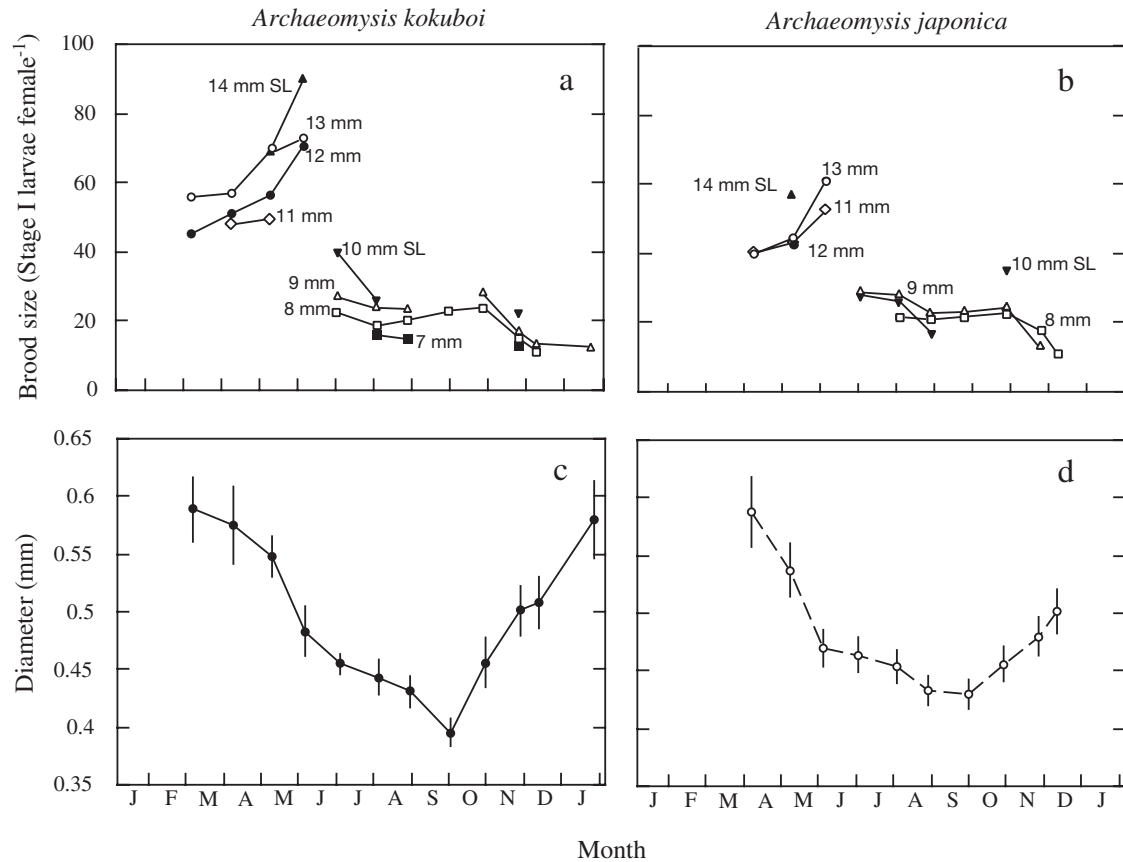 Archaeomysis kokuboi
Archaeomysis japonica
Brood size (Stage I larvae female-1)
100
80
60
40
20
0
a
14 mm SL
13 mm
12 mm
11 mm
10 mm SL
9 mm
8 mm
7 mm
b
14 mm SL
13 mm
11 mm
12 mm
10 mm SL
9 mm
8 mm
Diameter (mm)
0.65
0.6
0.55
0.5
0.45
0.4
0.35
c
d
J F M A M J J A S O N D J
J F M A M J J A S O N D J
Month